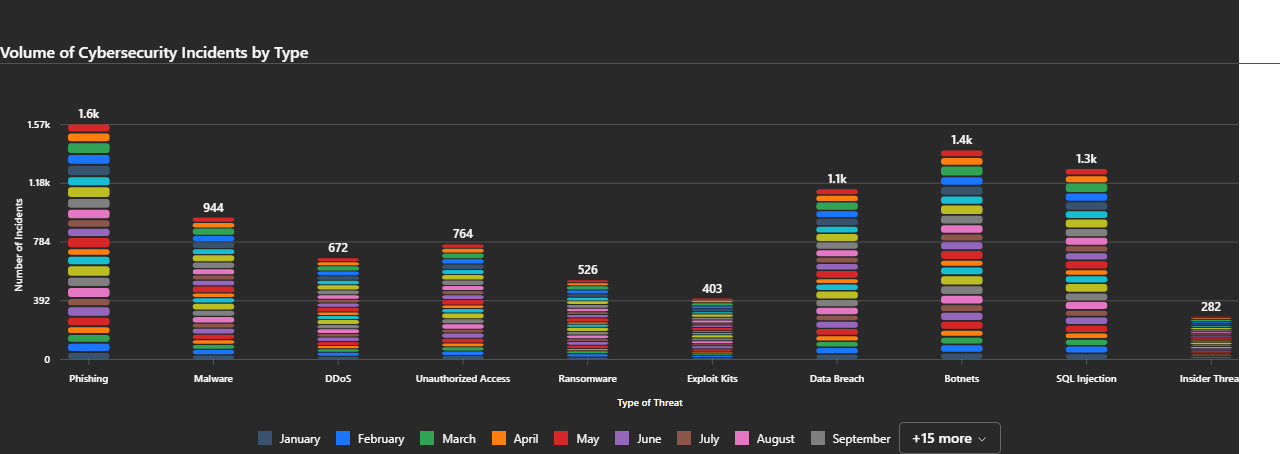 Volume of Cybersecurity Incidents by Type
1.6k
1.57k
1.4k
1.3k
1.18k
1.1k
944
784
764
672
526
403
392
282
0
Number of Incidents
Phishing Malware DDoS Unauthorized Access Ransomware Exploit Kits Data Breach Botnets SQL Injection Insider Threa
Type of Threat
January February March April May June July August September +15 more